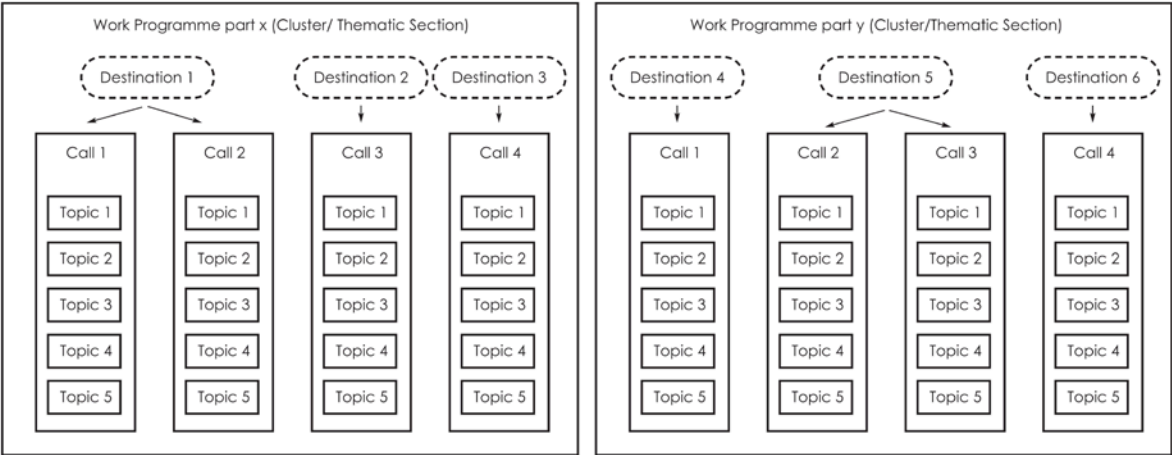 Work Programme part x (Cluster/ Thematic Section)
Destination 1
Destination 2
Destination 3
Call 1
Call 2
Call 3
Call 4
Topic 1
Topic 1
Topic 1
Topic 1
Topic 2
Topic 2
Topic 2
Topic 2
Topic 3
Topic 3
Topic 3
Topic 3
Topic 4
Topic 4
Topic 4
Topic 4
Topic 5
Topic 5
Topic 5
Topic 5
Work Programme part y (Cluster/Thematic Section)
Destination 4
Destination 5
Destination 6
Call 1
Call 2
Call 3
Call 4
Topic 1
Topic 1
Topic 1
Topic 1
Topic 2
Topic 2
Topic 2
Topic 2
Topic 3
Topic 3
Topic 3
Topic 3
Topic 4
Topic 4
Topic 4
Topic 4
Topic 5
Topic 5
Topic 5
Topic 5